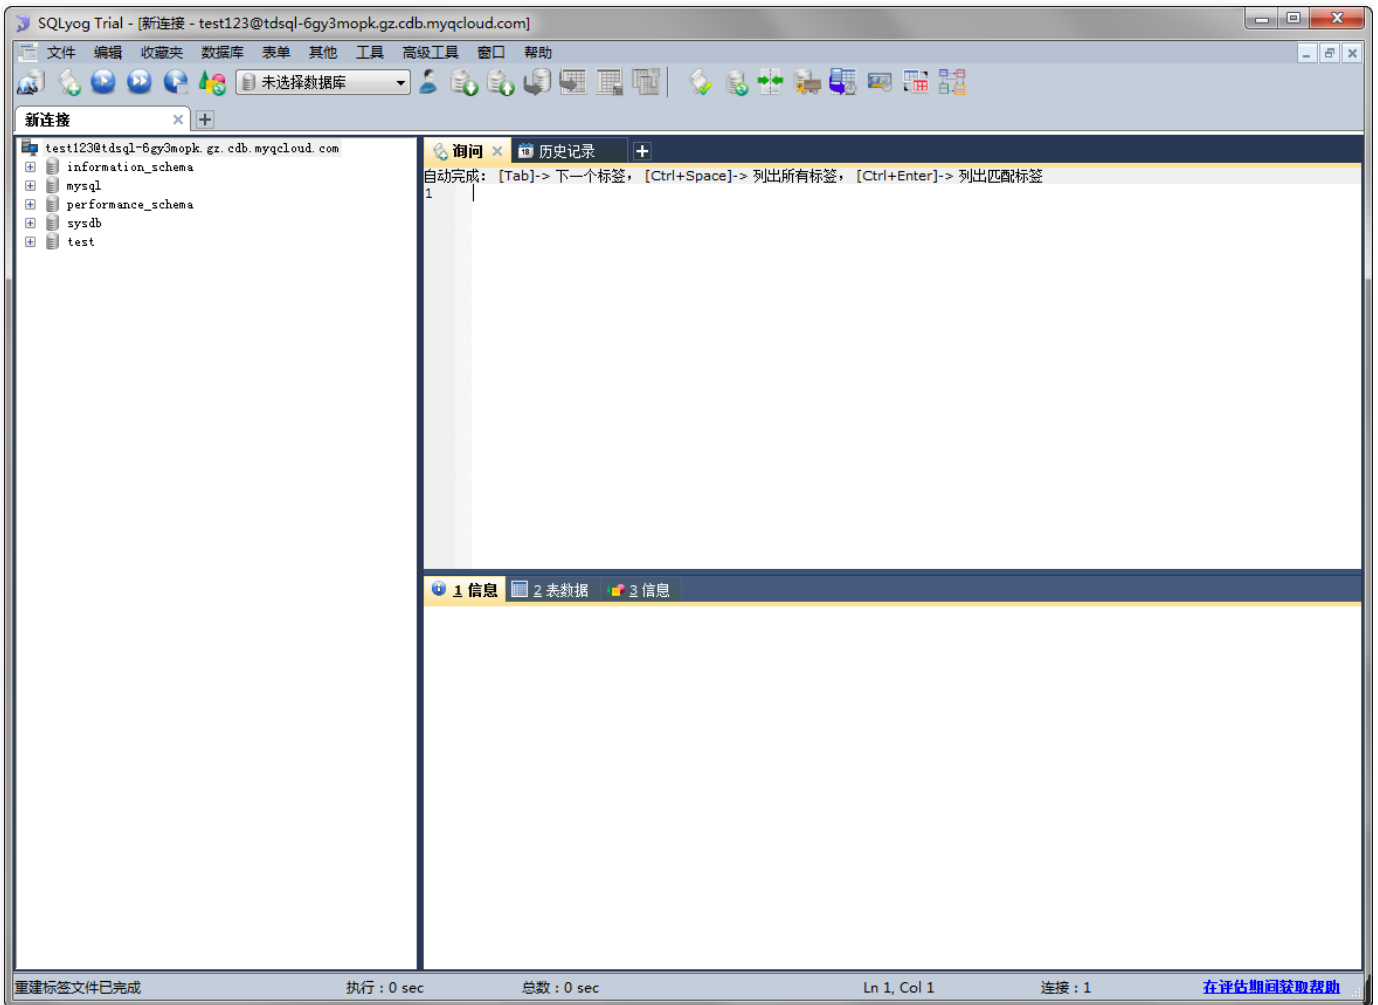 SQLyog Trial - [新连接 - test123@tdsql-6gy3mopk.gz.cdb.myqcloud.com]
文件 编辑 收藏夹 数据库 表单 其他 工具 高级工具 窗口 帮助
未选择数据库
新连接
test123@tdsql-6gy3mopk.gz.cdb.myqcloud.com
information_schema
mysql
performance_schema
sysdb
test
询问 18 历史记录
自动完成: [Tab]-> 下一个标签, [Ctrl+Space]-> 列出所有标签, [Ctrl+Enter]-> 列出匹配标签
1
1 信息 2 表数据 3 信息
重建标签文件已完成 执行：0 sec 总数：0 sec Ln 1, Col 1 连接：1 在评估期间获取帮助